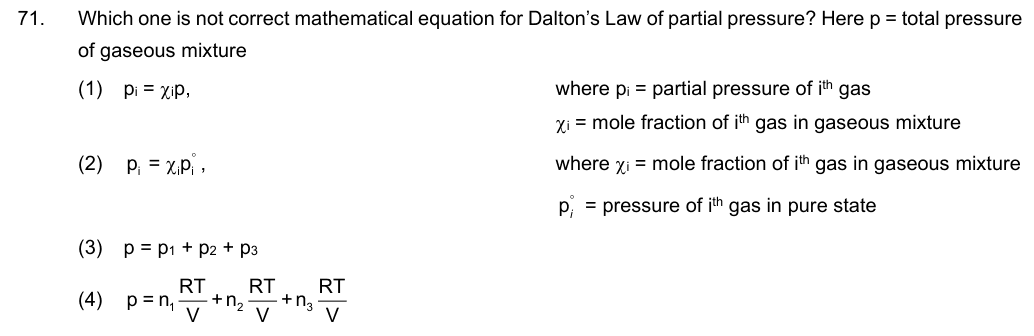 71. Which one is not correct mathematical equation for Dalton's Law of partial pressure? Here p = total pressure
of gaseous mixture
(1) pi = χip, where pi = partial pressure of ith gas
χi = mole fraction of ith gas in gaseous mixture
(2) pi = χipi°, where χi = mole fraction of ith gas in gaseous mixture
pi° = pressure of ith gas in pure state
(3) p = p1 + p2 + p3
(4) p = n1 RT/V + n2 RT/V + n3 RT/V